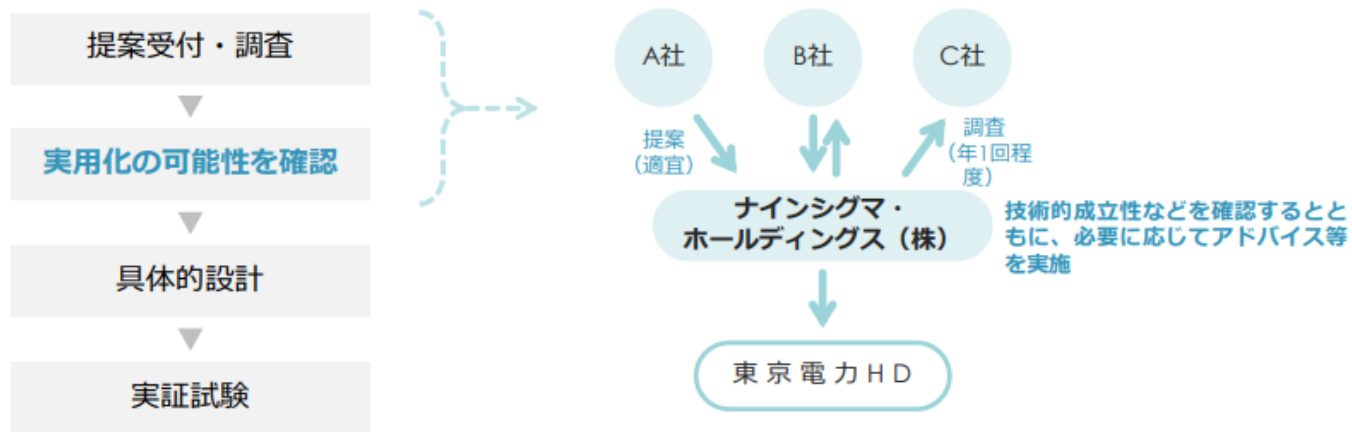 提案受付・調査
実用化の可能性を確認
具体的設計
実証試験
A社
B社
C社
提案
（適宜）
調査
（年1回程
度）
ナインシグマ・
ホールディングス（株）
技術的成立性などを確認するとと
もに、必要に応じてアドバイス等
を実施
東京電力HD